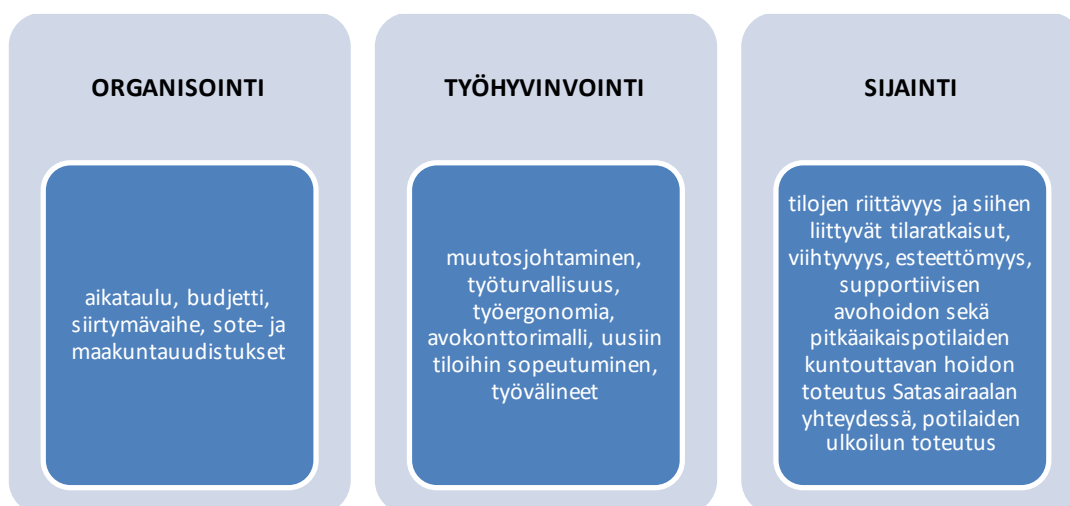 ORGANISOINTI
aikataulu, budjetti,
siirtymävaihe, sote- ja
maakuntauudistukset
TYÖHYVINVOINTI
muutosjohtaminen,
työturvallisuus,
työergonomia,
avokonttorimalli, uusiin
tiloihin sopeutuminen,
työvälineet
SIJAINTI
tilojen riittävyys ja siihen
liittyvät tilaratkaisut,
viihtyvyys, esteettömyys,
supportiivisen
avohoidon sekä
pitkäaikaispotilaiden
kuntouttavan hoidon
toteutus Satasairaalan
yhteydessä, potilaiden
ulkoilun toteutus